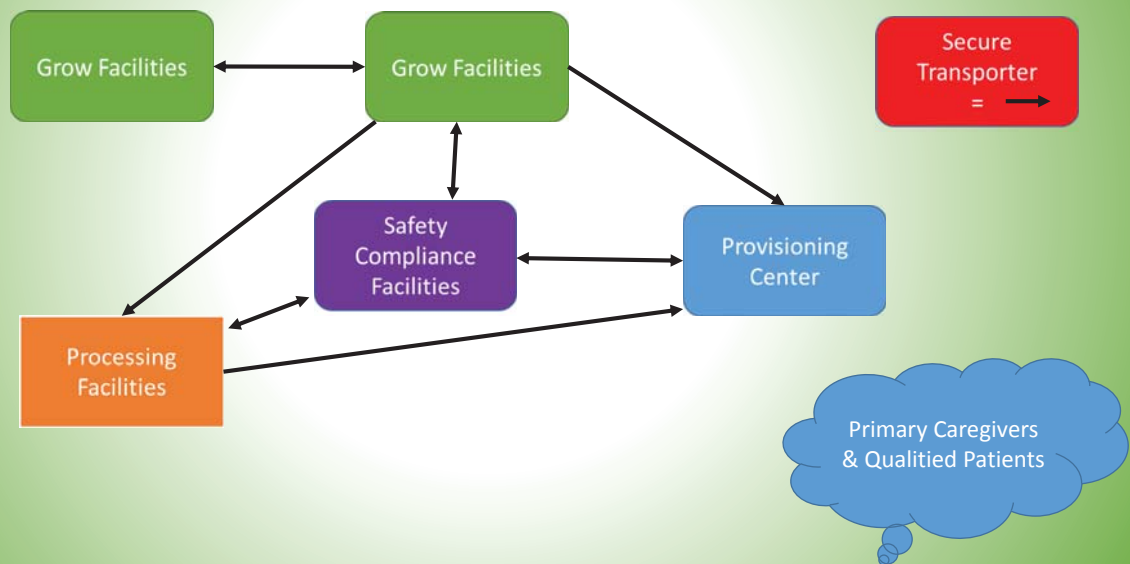 Grow Facilities
Grow Facilities
Secure
Transporter
=
Safety
Compliance
Facilities
Provisioning
Center
Processing
Facilities
Primary Caregivers
& Qualitied Patients